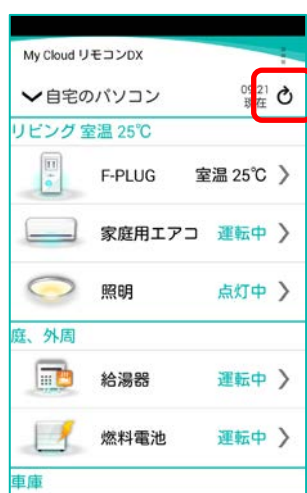 My Cloud リモコンDX
自宅のパソコン
09:21
現在
リビング 室温 25℃
F-PLUG 室温 25℃
家庭用エアコ 運転中
照明 点灯中
庭、外周
給湯器 運転中
燃料電池 運転中
車庫